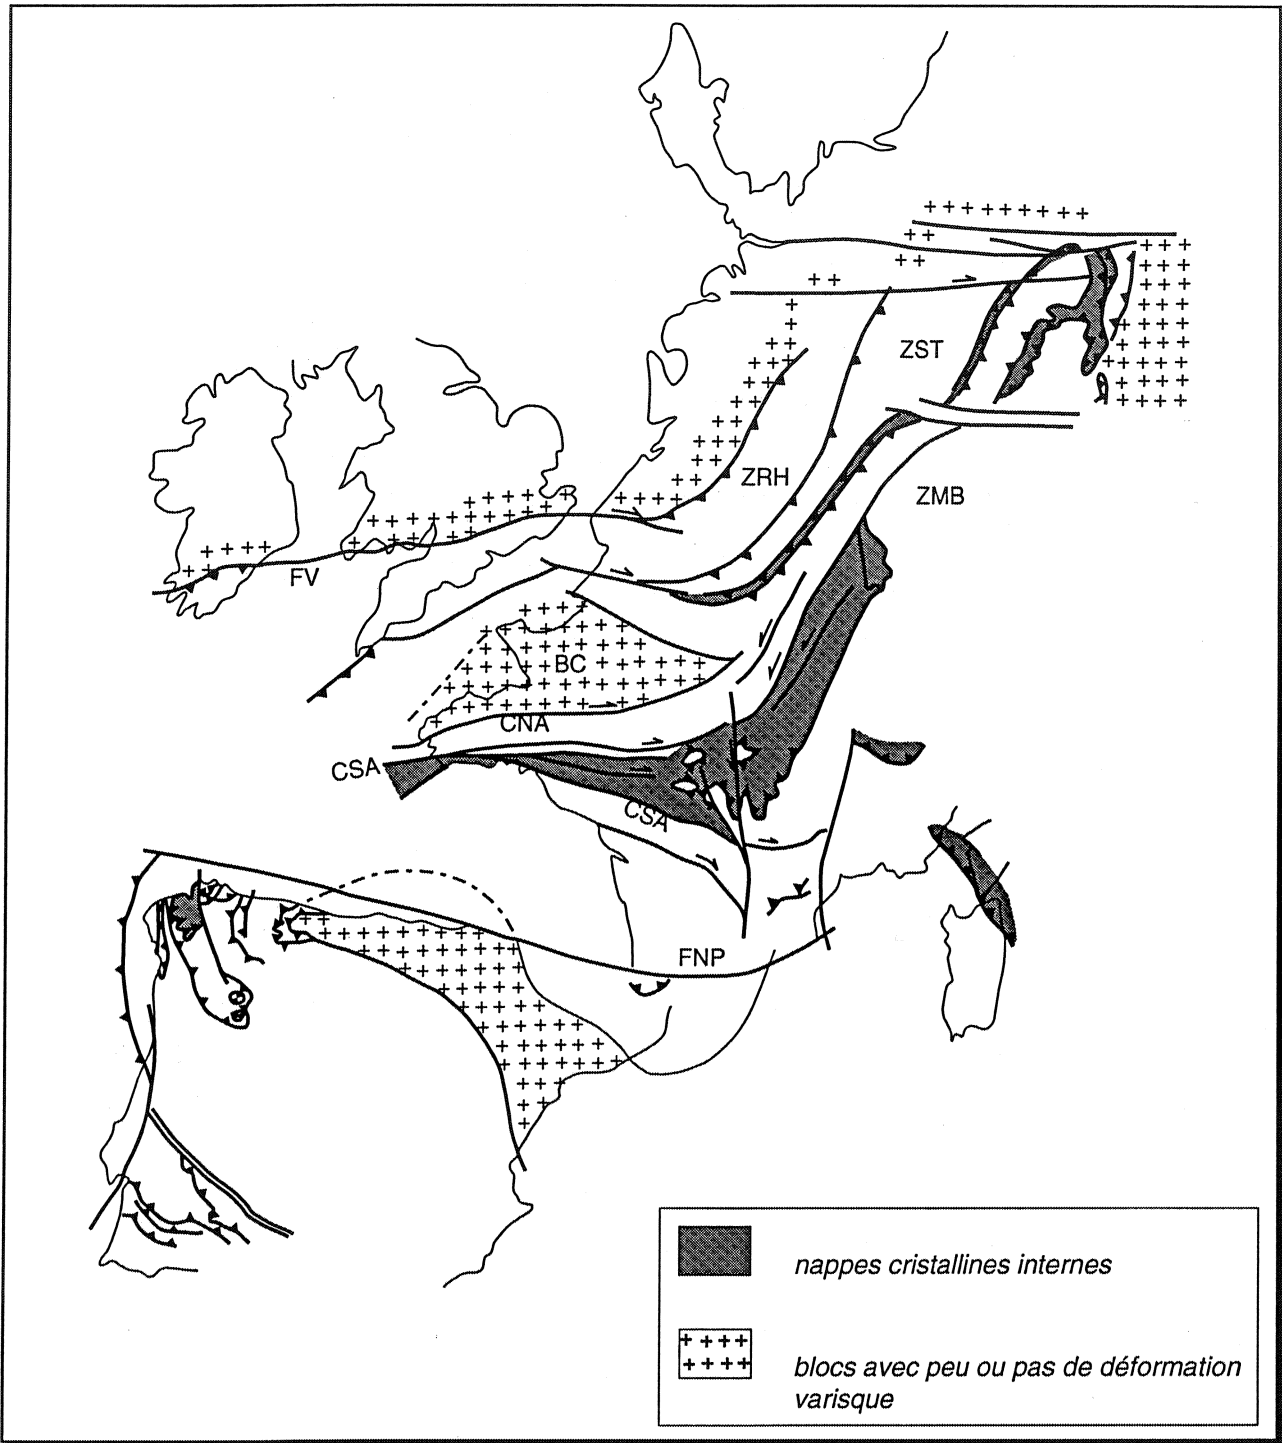 ZST
ZRH
ZMB
FV
BC
CNA
CSA
CSA
FNP
nappes cristallines internes
blocs avec peu ou pas de déformation
varisque